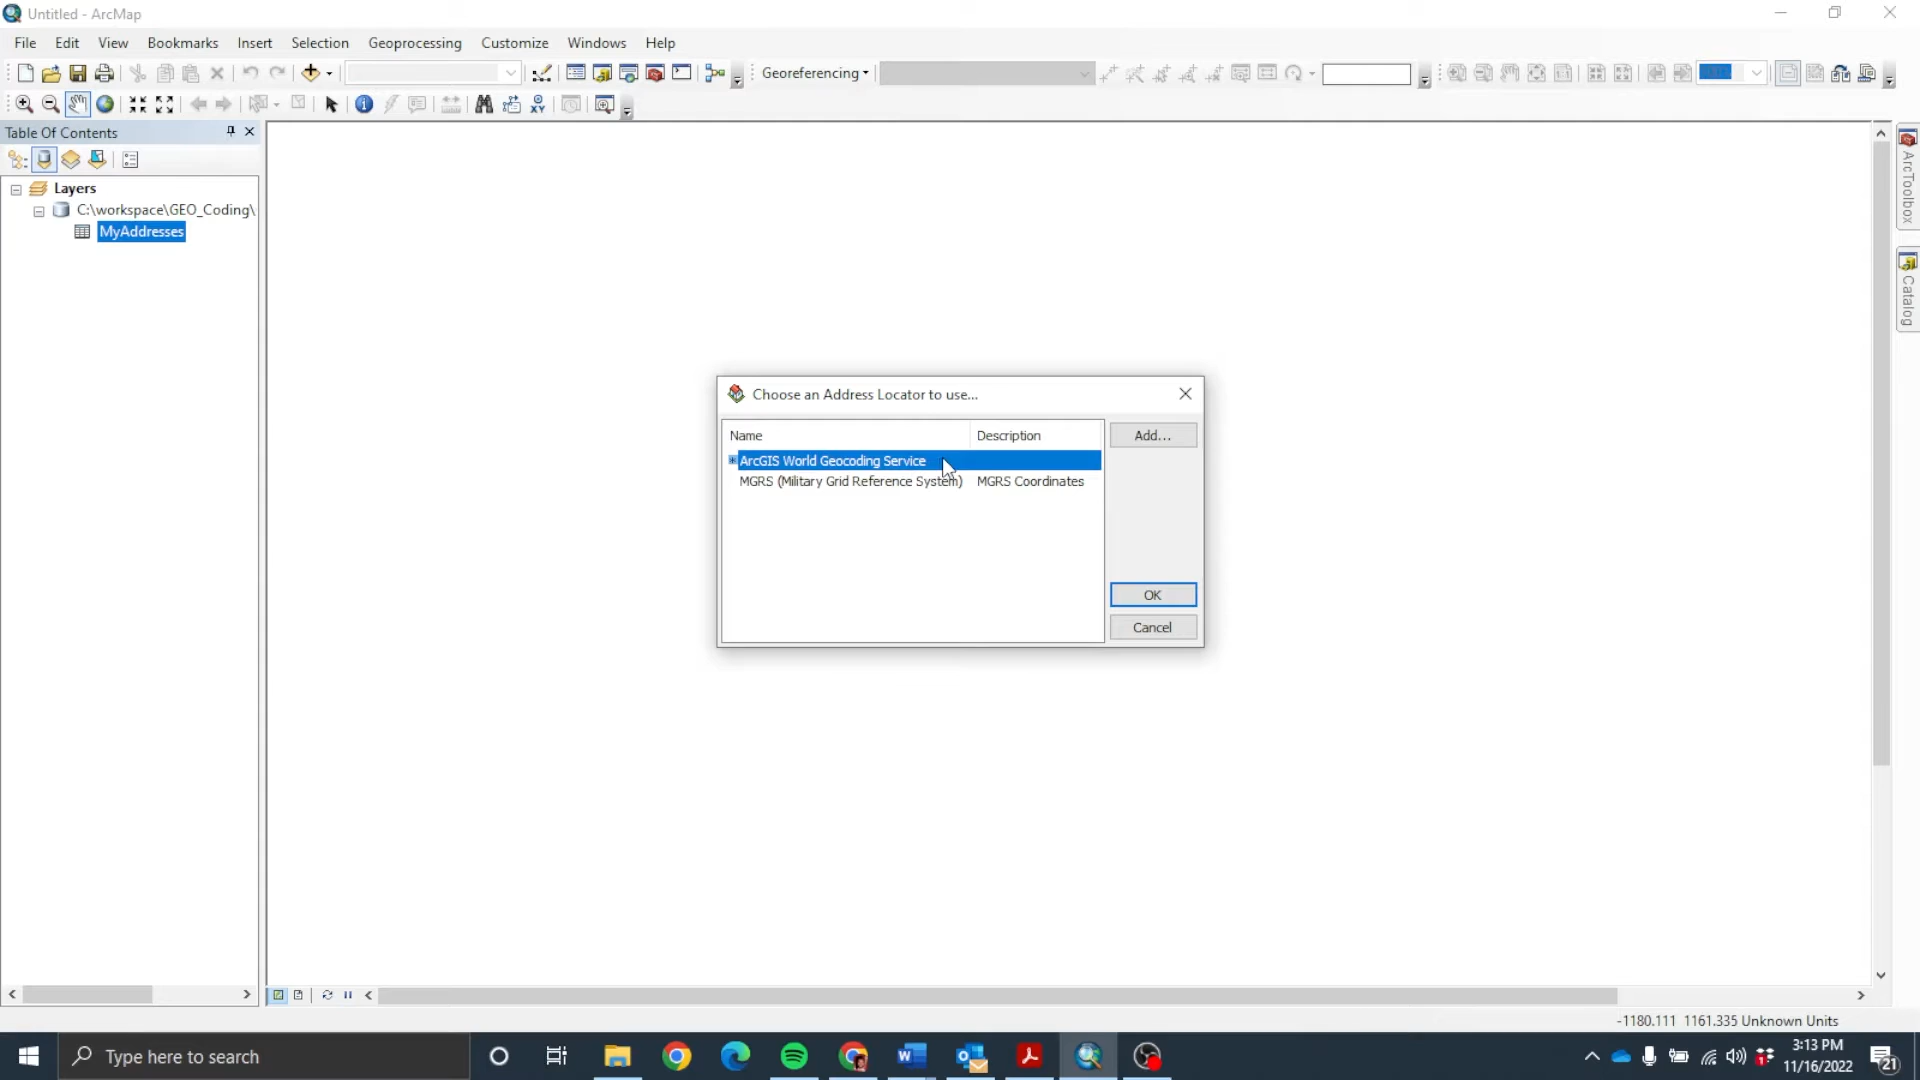 Untitled - ArcMap
File Edit View Bookmarks Insert Selection Geoprocessing Customize Windows Help
Georeferencing
Table Of Contents
Layers
C:\workspace\GEO_Coding\
MyAddresses
ArcToolbox
Catalog
Choose an Address Locator to use...
Name Description Add...
ArcGIS World Geocoding Service
MGRS (Military Grid Reference System) MGRS Coordinates
OK
Cancel
-1180.111 1161.335 Unknown Units
Type here to search
3:13 PM
11/16/2022
21